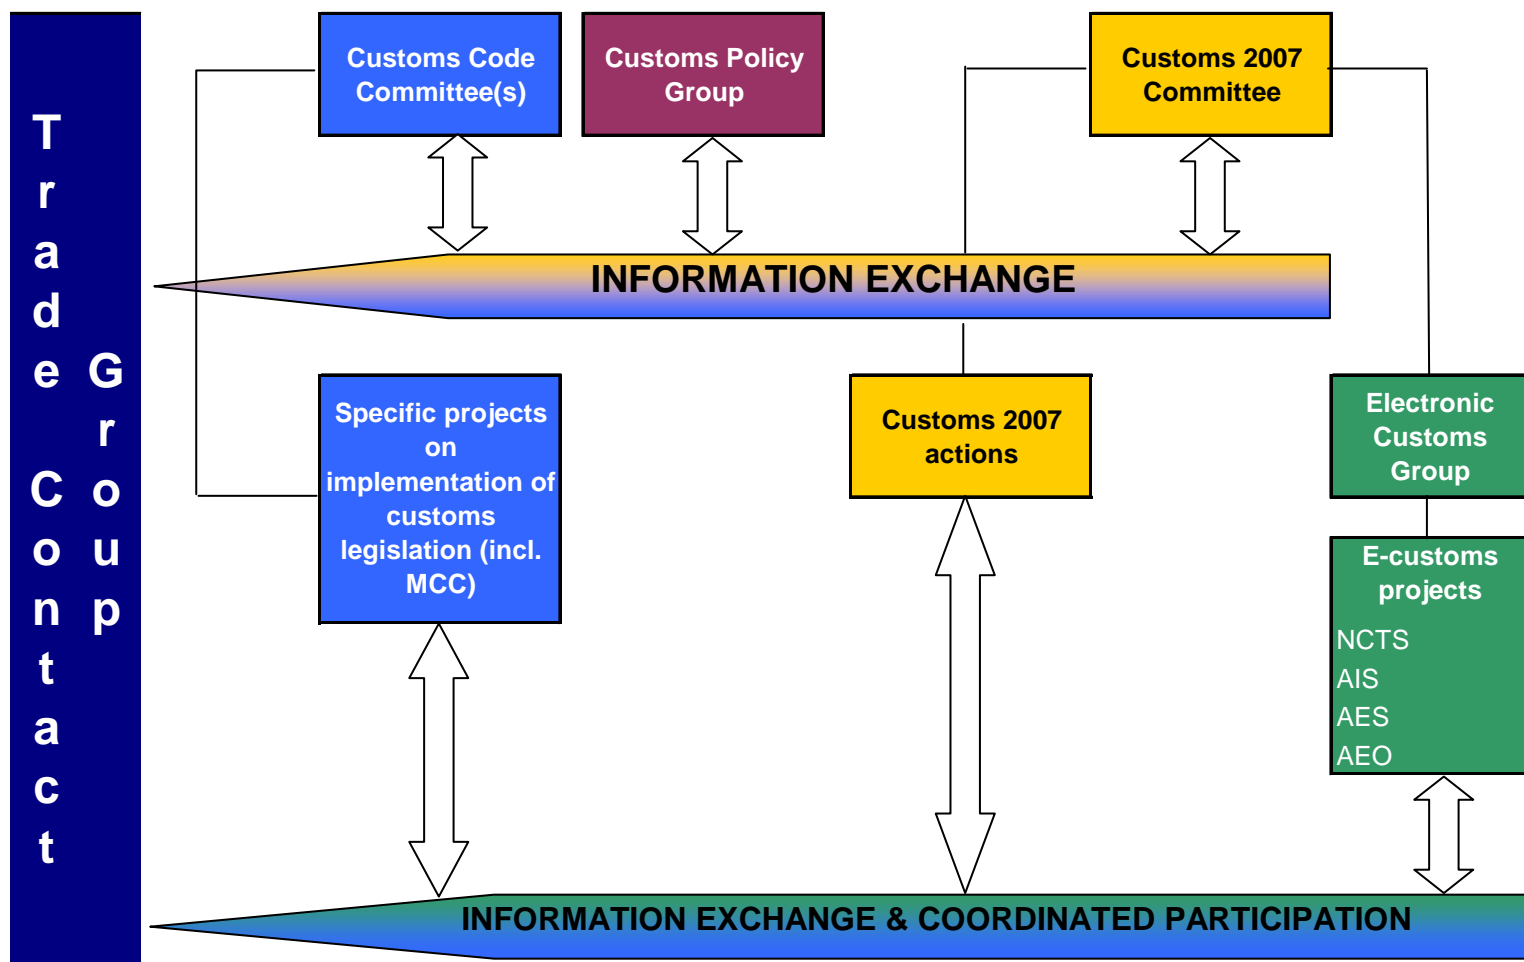 Trade Contact
Group
Customs Code
Committee(s)
Customs Policy
Group
Customs 2007
Committee
INFORMATION EXCHANGE
Specific projects
on
implementation of
customs
legislation (incl.
MCC)
Customs 2007
actions
Electronic
Customs
Group
E-customs
projects
NCTS
AIS
AES
AEO
INFORMATION EXCHANGE & COORDINATED PARTICIPATION